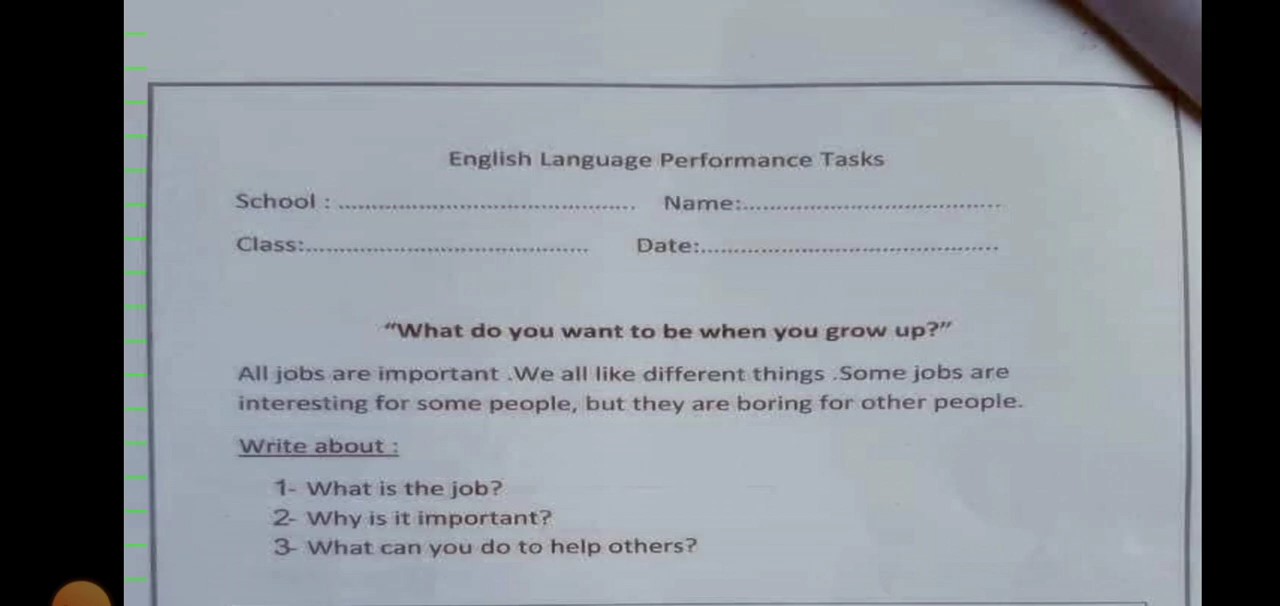 English Language Performance Tasks
School : ................................................ Name:..........................................
Class:............................................... Date:.................................................
“What do you want to be when you grow up?”
All jobs are important .We all like different things .Some jobs are
interesting for some people, but they are boring for other people.
Write about :
1- What is the job?
2- Why is it important?
3- What can you do to help others?